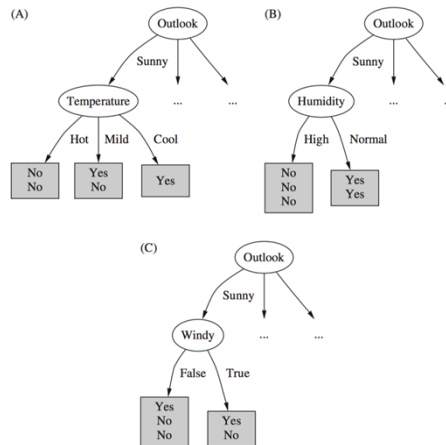 (A)
Outlook
Sunny
Temperature
...
...
Hot
Mild
Cool
No
No
Yes
No
Yes
(B)
Outlook
Sunny
Humidity
...
High
Normal
No
No
No
Yes
Yes
(C)
Outlook
Sunny
Windy
...
...
False
True
Yes
No
No
Yes
No